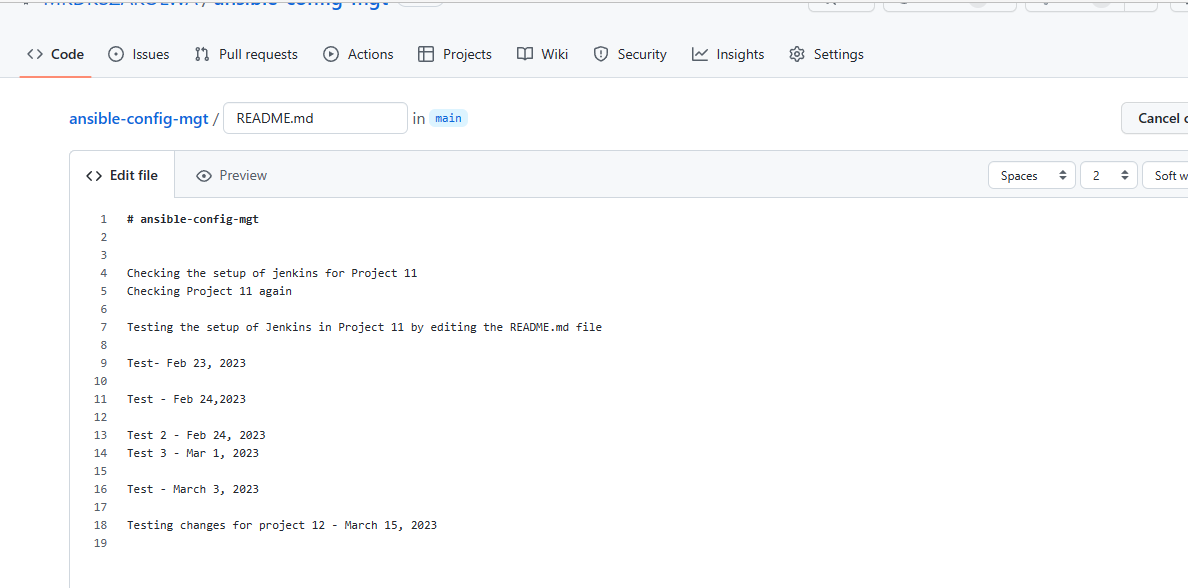 ansible-config-mgt
Code Issues Pull requests Actions Projects Wiki Security Insights Settings
ansible-config-mgt / README.md in main Cancel
Edit file Preview Spaces 2 Soft
1 # ansible-config-mgt
2
3
4 Checking the setup of jenkins for Project 11
5 Checking Project 11 again
6
7 Testing the setup of Jenkins in Project 11 by editing the README.md file
8
9 Test- Feb 23, 2023
10
11 Test - Feb 24,2023
12
13 Test 2 - Feb 24, 2023
14 Test 3 - Mar 1, 2023
15
16 Test - March 3, 2023
17
18 Testing changes for project 12 - March 15, 2023
19